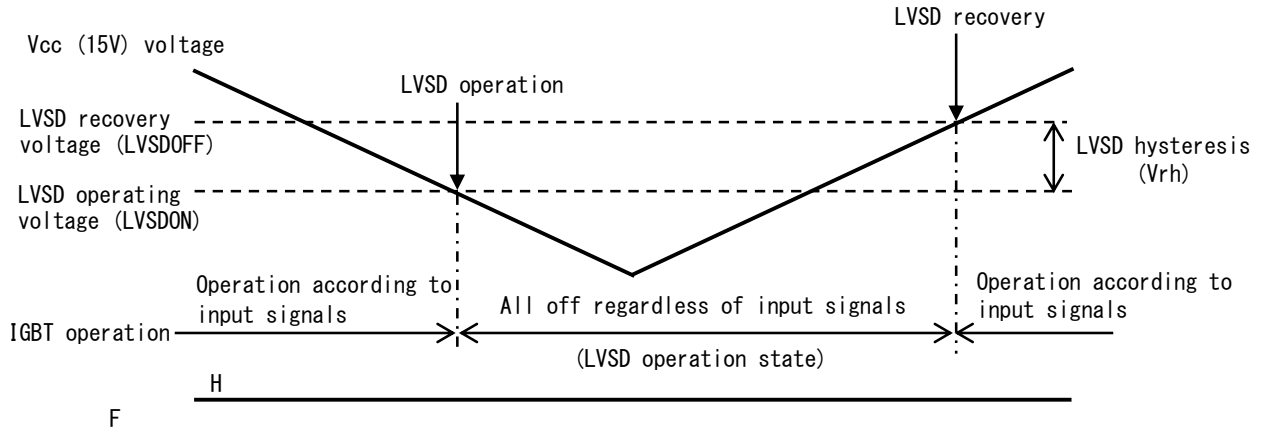 LVSD recovery
Vcc (15V) voltage
LVSD operation
LVSD recovery
voltage (LVSDOFF)
LVSD hysteresis
(Vrh)
LVSD operating
voltage (LVSDON)
Operation according to
input signals
All off regardless of input signals
Operation according to
input signals
IGBT operation
(LVSD operation state)
H
F